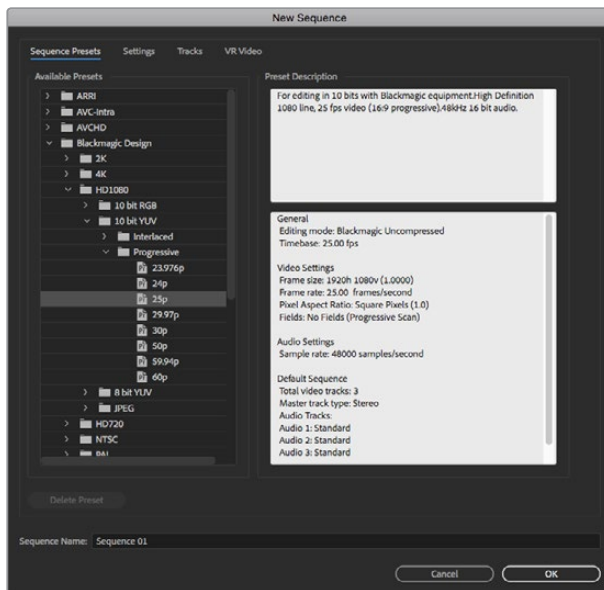 New Sequence
Sequence Presets
Settings
Tracks
VR Video
Available Presets
ARRI
AVC-Intra
AVCHD
Blackmagic Design
2K
4K
HD1080
10 bit RGB
10 bit YUV
Interlaced
Progressive
23.976p
24p
25p
29.97p
30p
50p
59.94p
60p
8 bit YUV
JPEG
HD720
NTSC
PAL
Delete Preset
Preset Description
For editing in 10 bits with Blackmagic equipment.High Definition
1080 line, 25 fps video (16:9 progressive).48kHz 16 bit audio.
General
Editing mode: Blackmagic Uncompressed
Timebase: 25.00 fps
Video Settings
Frame size: 1920h 1080v (1.0000)
Frame rate: 25.00 frames/second
Pixel Aspect Ratio: Square Pixels (1.0)
Fields: No Fields (Progressive Scan)
Audio Settings
Sample rate: 48000 samples/second
Default Sequence
Total video tracks: 3
Master track type: Stereo
Audio Tracks:
Audio 1: Standard
Audio 2: Standard
Audio 3: Standard
Sequence Name: Sequence 01
Cancel
OK